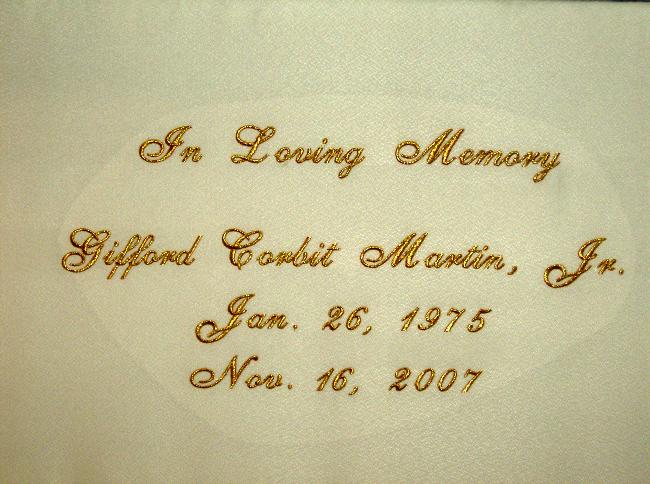 In Loving Memory
Gifford Corbit Martin, Jr.
Jan. 26, 1975
Nov. 16, 2007